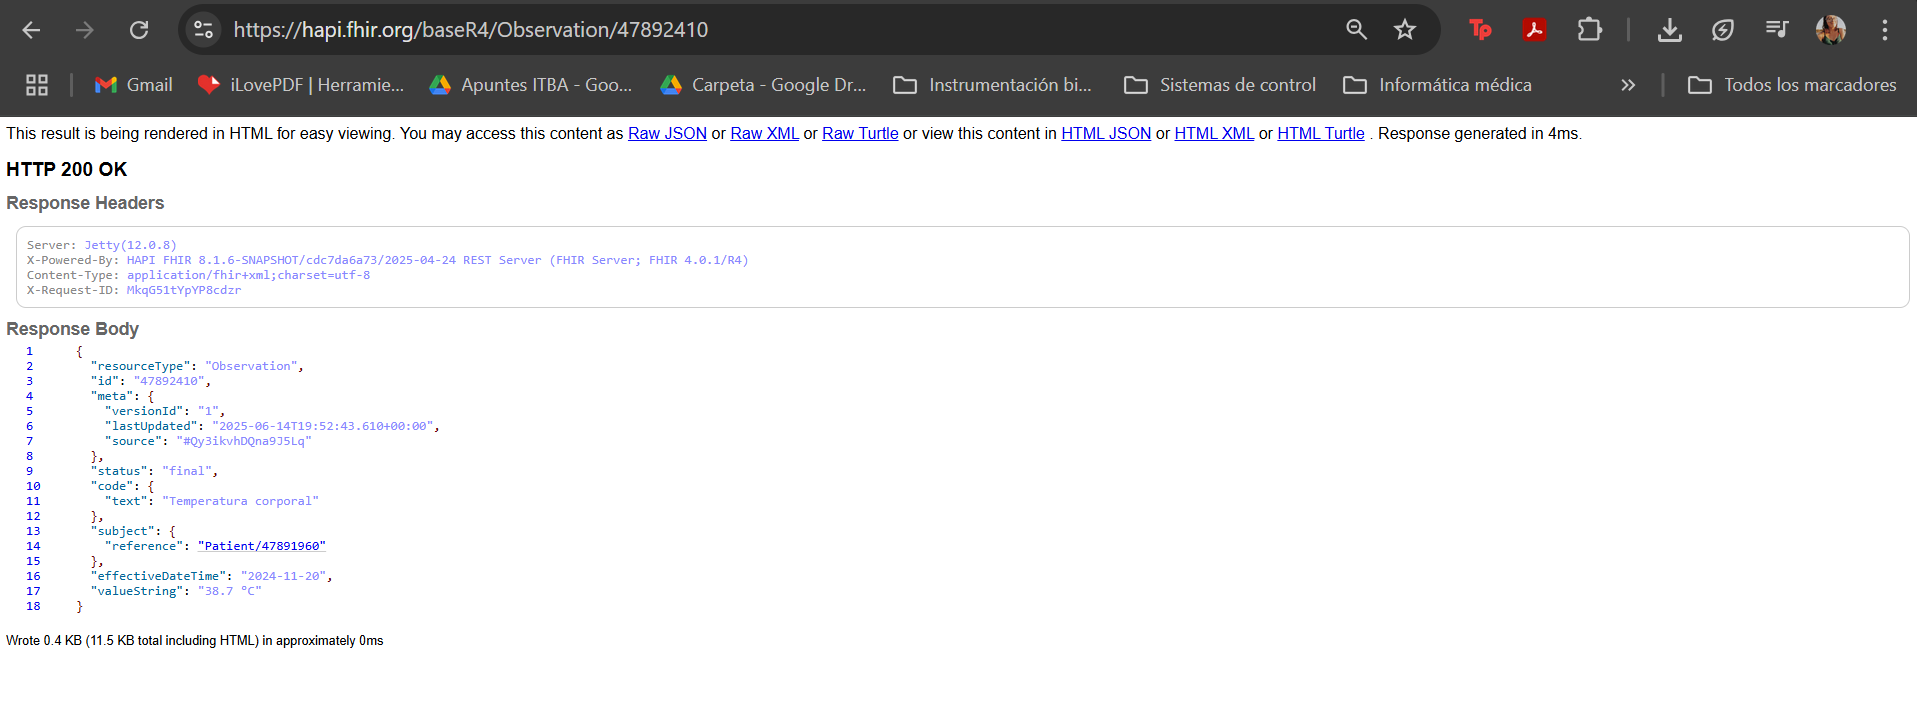 https://hapi.fhir.org/baseR4/Observation/47892410
Gmail
iLovePDF | Herramie...
Apuntes ITBA - Goo...
Carpeta - Google Dr...
Instrumentación bi...
Sistemas de control
Informática médica
»
Todos los marcadores
This result is being rendered in HTML for easy viewing. You may access this content as Raw JSON or Raw XML or Raw Turtle or view this content in HTML JSON or HTML XML or HTML Turtle . Response generated in 4ms.
HTTP 200 OK
Response Headers
Server: Jetty(12.0.8)
X-Powered-By: HAPI FHIR 8.1.6-SNAPSHOT/cdc7da6a73/2025-04-24 REST Server (FHIR Server; FHIR 4.0.1/R4)
Content-Type: application/fhir+xml;charset=utf-8
X-Request-ID: MkqG51tYpYP8cdzr
Response Body
1 {
2 "resourceType": "Observation",
3 "id": "47892410",
4 "meta": {
5 "versionId": "1",
6 "lastUpdated": "2025-06-14T19:52:43.610+00:00",
7 "source": "#Qy3ikvhDQna9J5Lq"
8 },
9 "status": "final",
10 "code": {
11 "text": "Temperatura corporal"
12 },
13 "subject": {
14 "reference": "Patient/47891960"
15 },
16 "effectiveDateTime": "2024-11-20",
17 "valueString": "38.7 °C"
18 }
Wrote 0.4 KB (11.5 KB total including HTML) in approximately 0ms